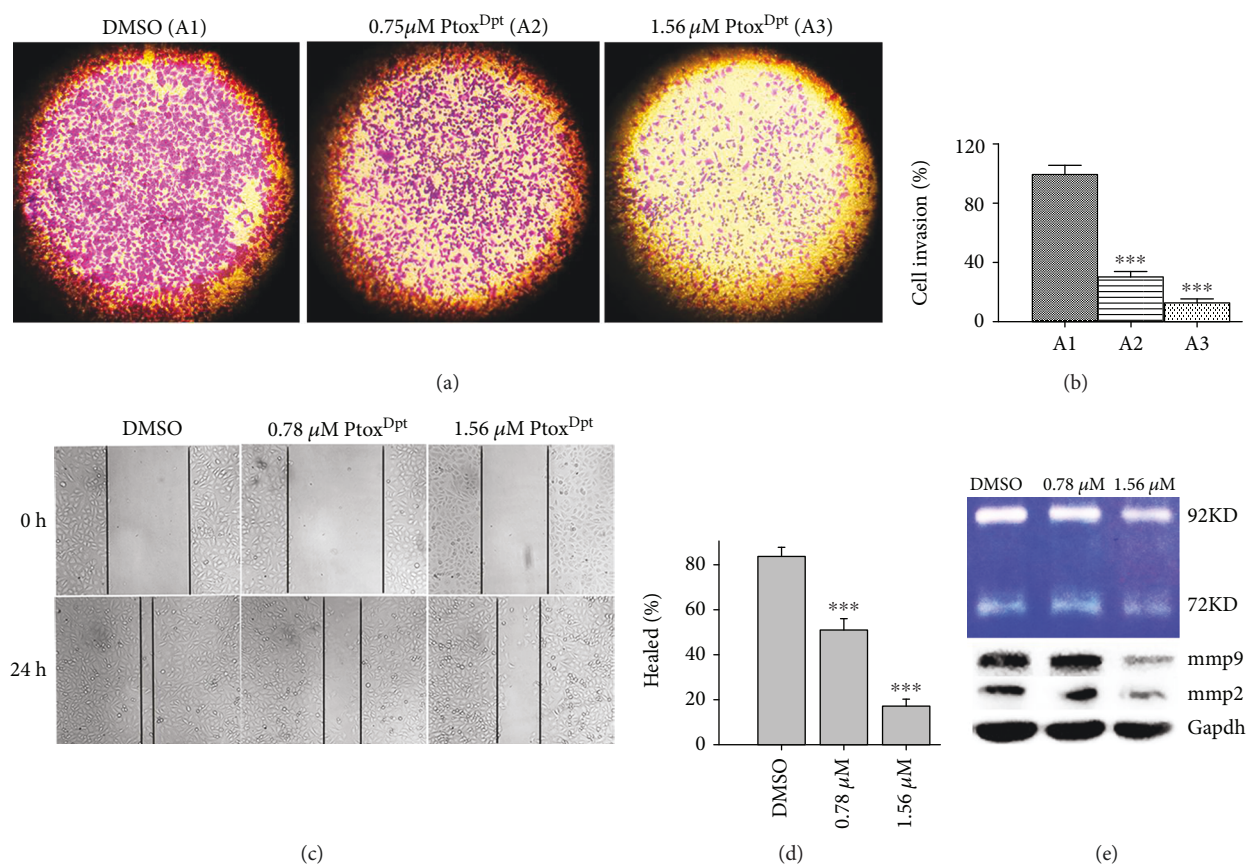 DMSO (A1)
0.75μM Ptox^Dpt (A2)
1.56 μM Ptox^Dpt (A3)
(a)
Cell invasion (%)
120
80
40
0
***
***
A1
A2
A3
(b)
DMSO
0.78 μM Ptox^Dpt
1.56 μM Ptox^Dpt
0 h
24 h
(c)
Healed (%)
80
60
40
20
0
***
***
DMSO
0.78 μM
1.56 μM
(d)
DMSO
0.78 μM
1.56 μM
92KD
72KD
mmp9
mmp2
Gapdh
(e)